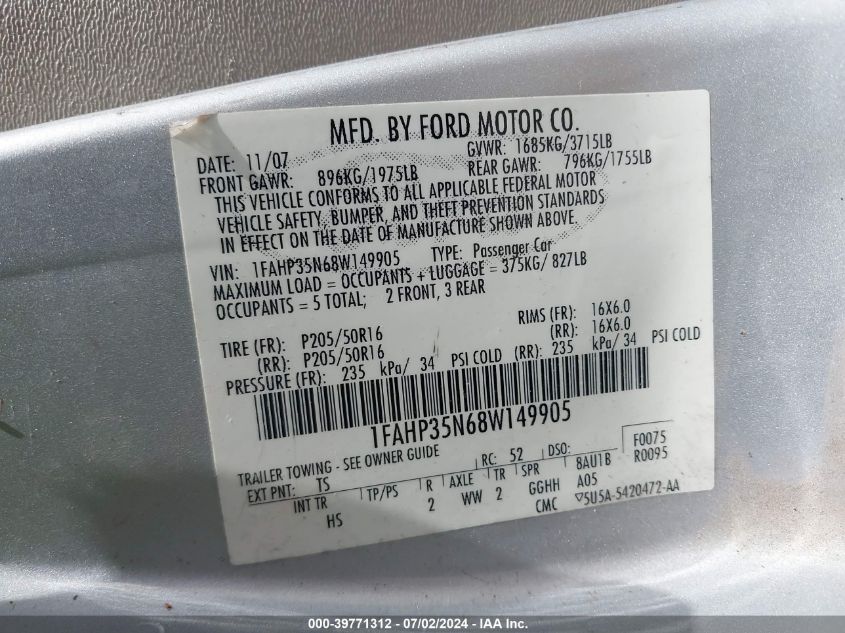 MFD. BY FORD MOTOR CO.
DATE: 11/07 GVWR: 1685KG/3715LB
FRONT GAWR: 896KG/1975LB REAR GAWR: 796KG/1755LB
THIS VEHICLE CONFORMS TO ALL APPLICABLE FEDERAL MOTOR
VEHICLE SAFETY, BUMPER, AND THEFT PREVENTION STANDARDS
IN EFFECT ON THE DATE OF MANUFACTURE SHOWN ABOVE.
VIN: 1FAHP35N68W149905 TYPE: Passenger Car
MAXIMUM LOAD = OCCUPANTS + LUGGAGE = 375KG/ 827LB
OCCUPANTS = 5 TOTAL; 2 FRONT, 3 REAR
TIRE (FR): P205/50R16 RIMS (FR): 16X6.0
(RR): P205/50R16 (RR): 16X6.0
PRESSURE (FR): 235 kPa/ 34 PSI COLD (RR): 235 kPa/ 34 PSI COLD
1FAHP35N68W149905
TRAILER TOWING - SEE OWNER GUIDE RC: 52 DSO: F0075
EXT PNT: TS R AXLE TR SPR 8AU1B R0095
INT TR TP/PS 2 WW 2 GGHH A05
HS CMC 5U5A-5420472-AA
000-39771312 - 07/02/2024 - IAA Inc.